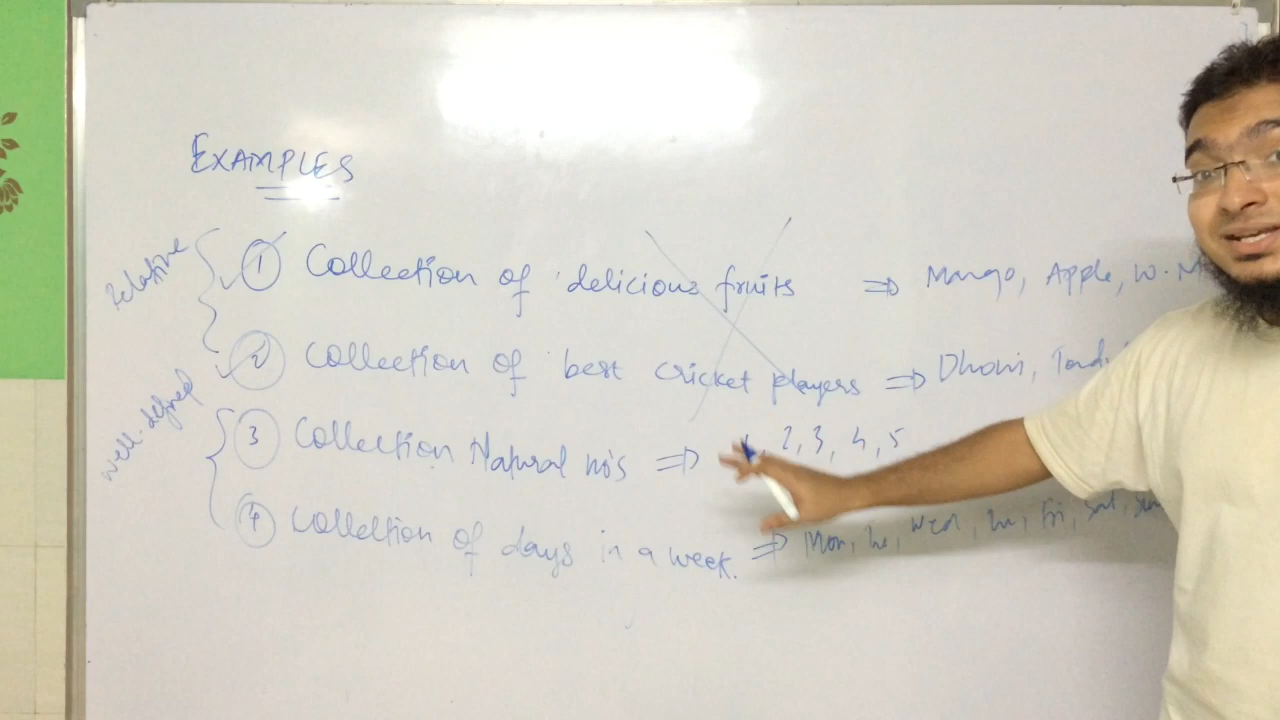 EXAMPLES
relative
1 Collection of delicious fruits ⇒ Mango, Apple, W.M
2 Collection of best cricket players ⇒ Dhoni,
well-defined
3 Collection Natural no's ⇒ 1, 2, 3, 4, 5
4 Collection of days in a week. ⇒ Mon, Tu, Wed, Thu, Fri, Sat, Sun